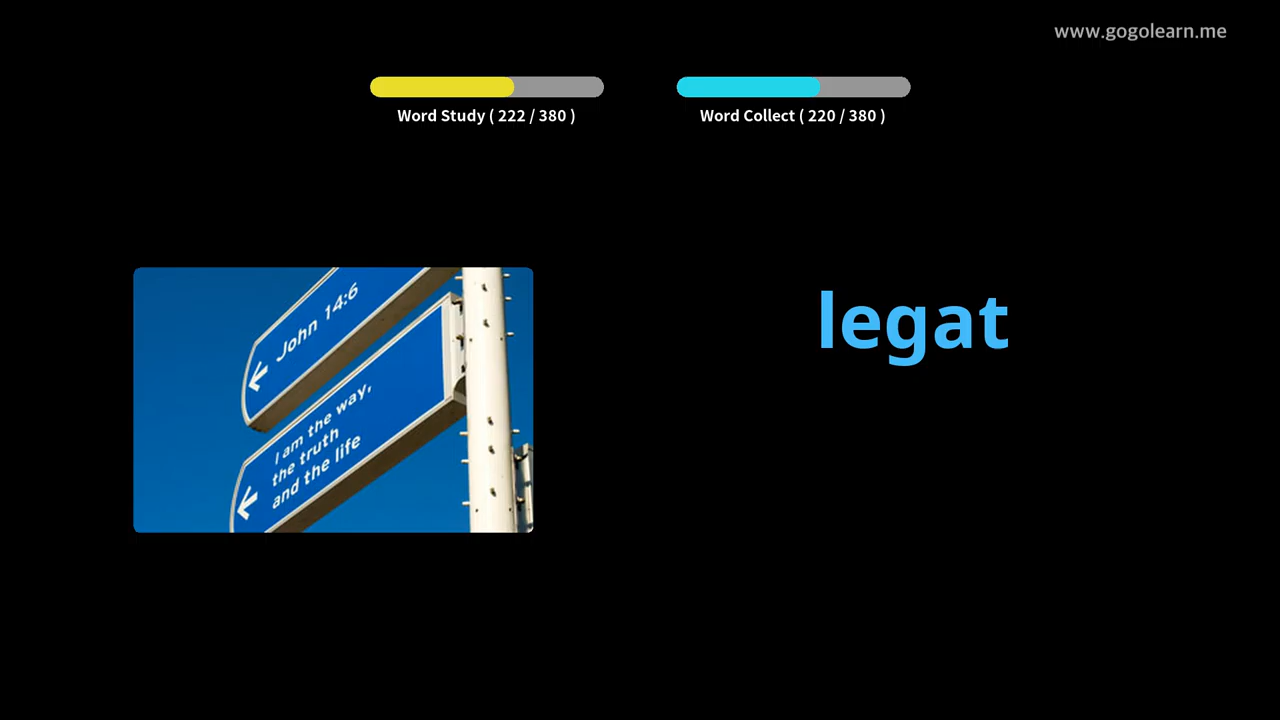 www.gogolearn.me
Word Study ( 222 / 380 )
Word Collect ( 220 / 380 )
John 14:6
I am the way,
the truth
and the life
legat